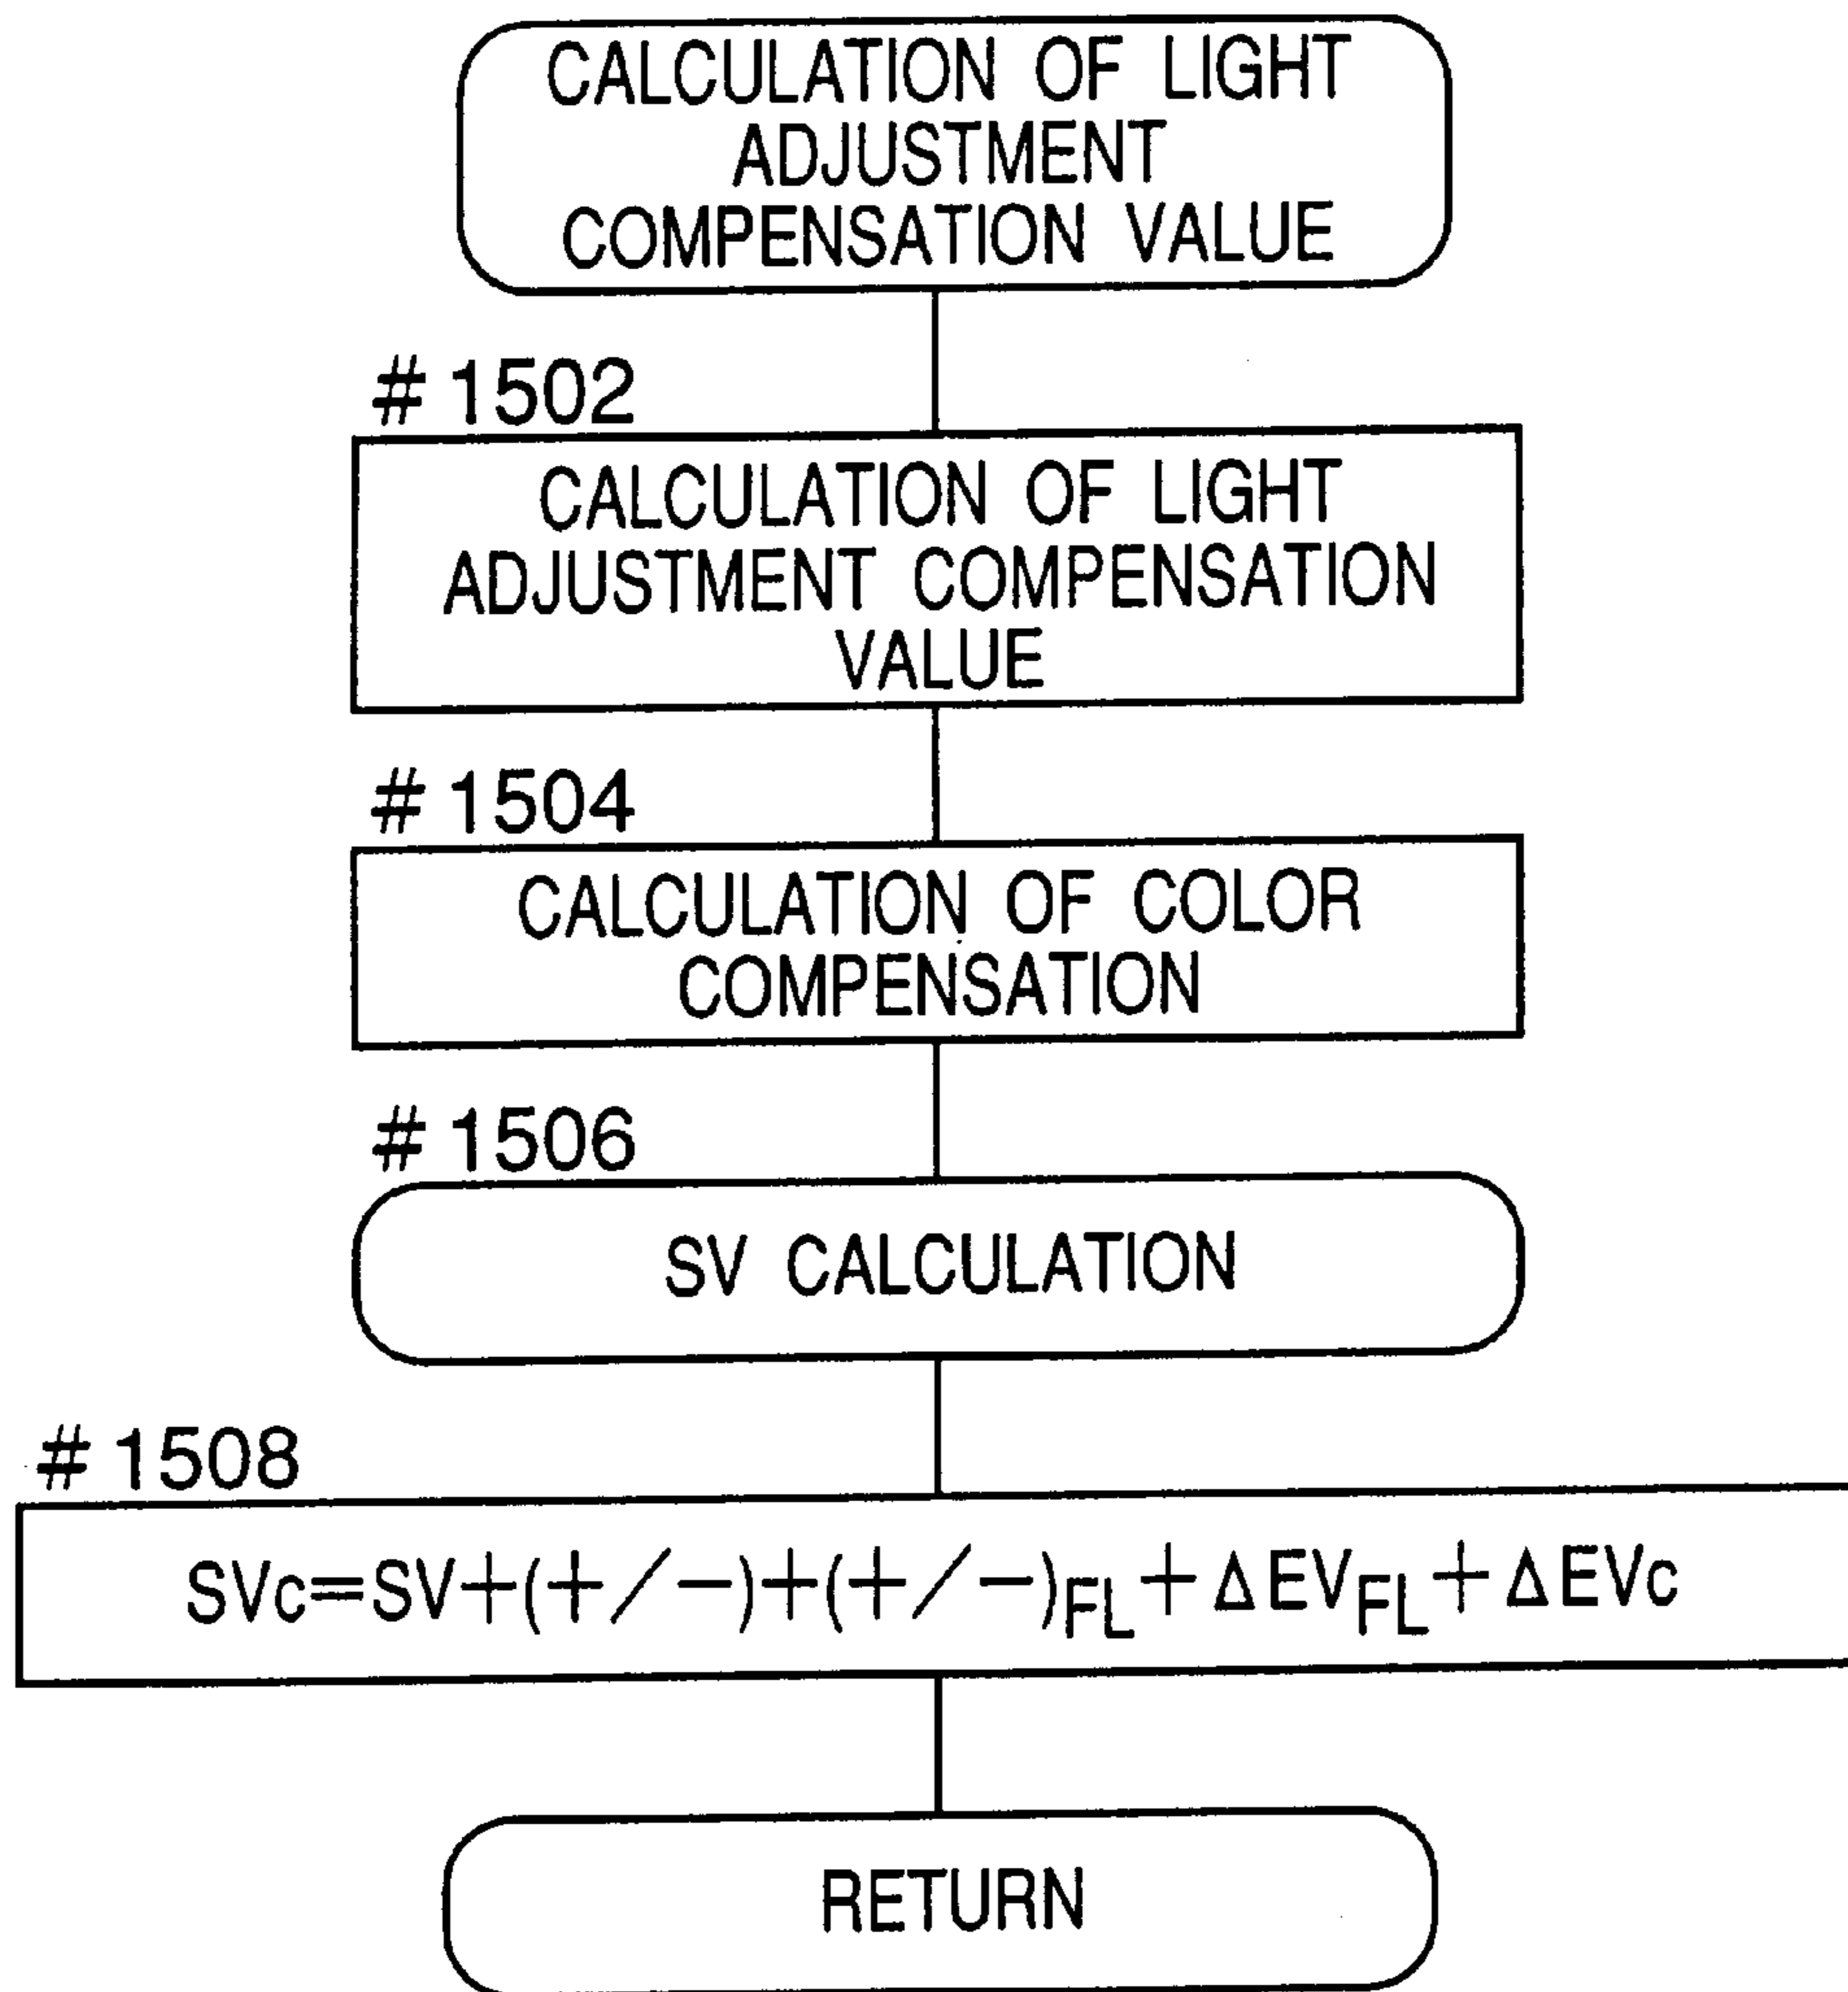 CALCULATION OF LIGHT
ADJUSTMENT
COMPENSATION VALUE
# 1502
CALCULATION OF LIGHT
ADJUSTMENT COMPENSATION
VALUE
# 1504
CALCULATION OF COLOR
COMPENSATION
# 1506
SV CALCULATION
# 1508
SVc=SV+(+/−)+(+/−)FL+ΔEVFL+ΔEVc
RETURN